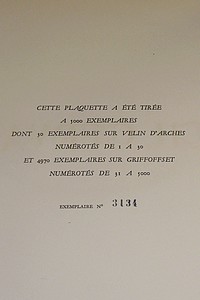 CETTE PLAQUETTE A ÉTÉ TIRÉE
A 5000 EXEMPLAIRES
DONT 30 EXEMPLAIRES SUR VELIN D'ARCHES
NUMÉROTÉS DE 1 A 30
ET 4970 EXEMPLAIRES SUR GRIFFOFFSET
NUMÉROTÉS DE 31 A 5000
EXEMPLAIRE N° 3134